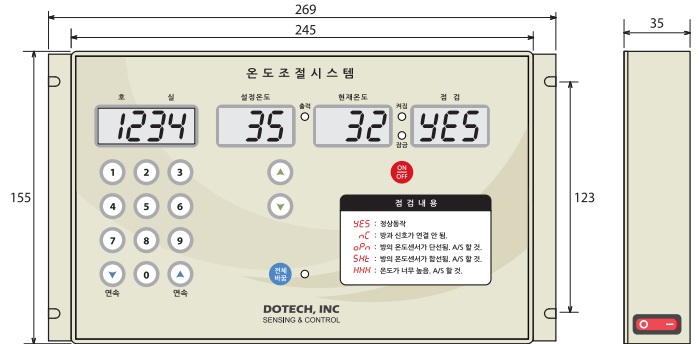 269
245
35
155
123
온도조절시스템
호 실
설정온도
출력
현재온도
켜짐
잠금
점 검
1234
35
32
YES
1 2 3
4 5 6
7 8 9
0
연속 연속
ON
OFF
전체
바꿈
점검내용
YES : 정상동작
nC : 방과 신호가 연결 안 됨.
oPn : 방의 온도센서가 단선됨. A/S 할 것.
SHt : 방의 온도센서가 합선됨. A/S 할 것.
HHH : 온도가 너무 높음. A/S 할 것.
DOTECH, INC
SENSING & CONTROL